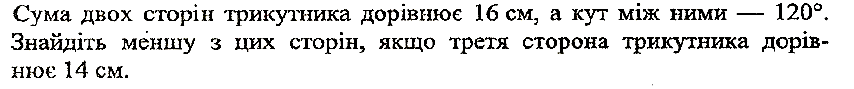 Сума двох сторін трикутника дорівнює 16 см, а кут між ними — 120°.
Знайдіть меншу з цих сторін, якщо третя сторона трикутника дорів-
нює 14 см.